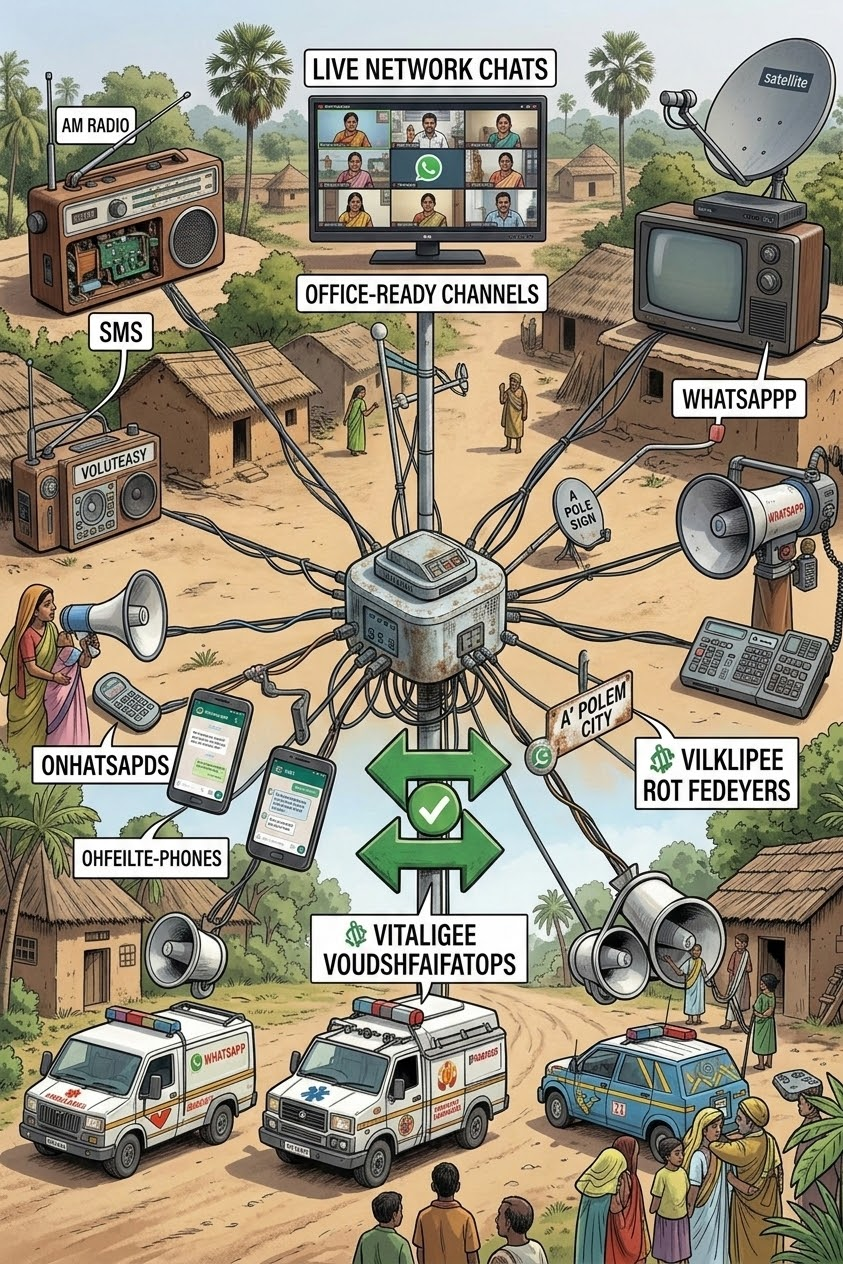 LIVE NETWORK CHATS
satellite
AM RADIO
OFFICE-READY CHANNELS
SMS
WHATSAPPP
VOLUTEASY
A
POLE
SIGN
WHATSAPP
A' POLEM
CITY
ONHATSAPDS
VILKLIPEE
ROT FEDEYERS
OHFEILTE-PHONES
VITALIGEE
VOUDSHFAIFATOPS
WHATSAPP